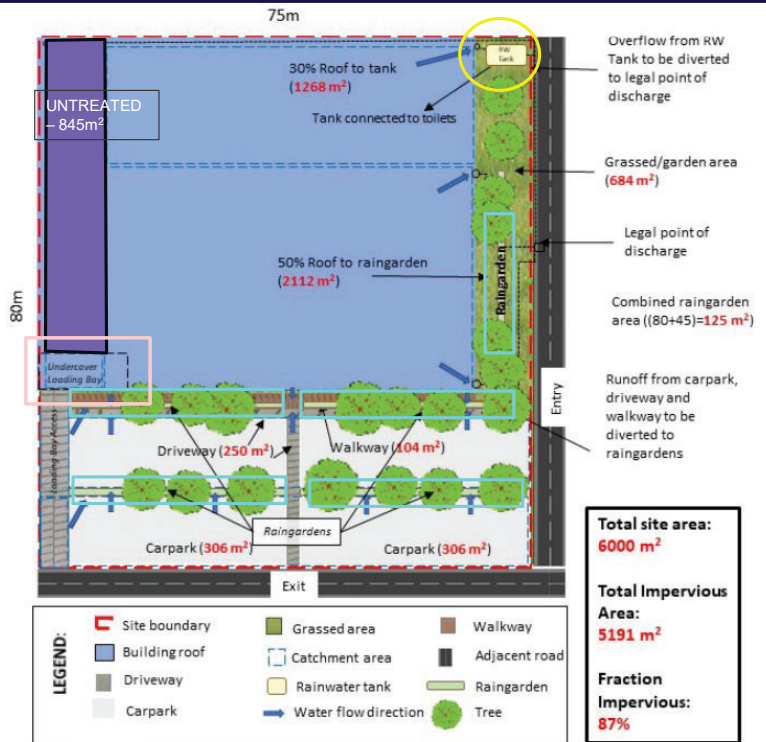 75m
80m
UNTREATED
– 845m²
30% Roof to tank
(1268 m²)
Tank connected to toilets
RW
Tank
Overflow from RW
Tank to be diverted
to legal point of
discharge
Grassed/garden area
(684 m²)
Legal point of
discharge
50% Roof to raingarden
(2112 m²)
Raingarden
Combined raingarden
area ((80+45)=125 m²)
Undercover
Loading Bay
Loading Bay Access
Driveway (250 m²)
Walkway (104 m²)
Entry
Runoff from carpark,
driveway and
walkway to be
diverted to
raingardens
Raingardens
Carpark (306 m²)
Carpark (306 m²)
Exit
Total site area:
6000 m²
Total Impervious
Area:
5191 m²
Fraction
Impervious:
87%
LEGEND:
Site boundary
Grassed area
Walkway
Building roof
Catchment area
Adjacent road
Driveway
Rainwater tank
Raingarden
Carpark
Water flow direction
Tree